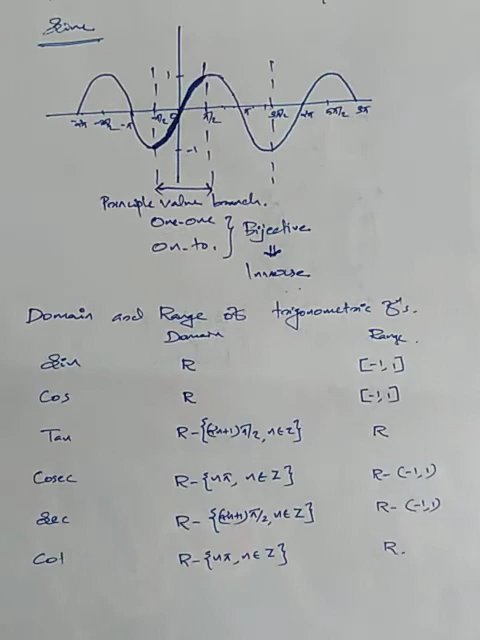 Sine
1
-2π -3π/2 -π -π/2 0 π/2 π 3π/2 2π 5π/2 3π
-1
Principle value branch.
One-one
on-to. } Bijective
⇓
Inverse
Domain and Range of trigonometric f's.
Domain Range.
Sin R [-1,1]
Cos R [-1,1]
Tan R-{(2n+1)π/2, n∈Z} R
Cosec R-{nπ, n∈Z} R-(-1,1)
Sec R-{(2n+1)π/2, n∈Z} R-(-1,1)
Cot R-{nπ, n∈Z} R.